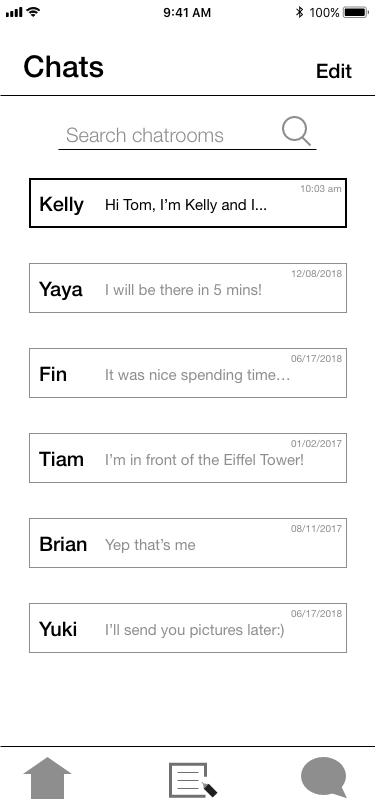 9:41 AM 100%
Chats Edit
Search chatrooms
10:03 am
Kelly Hi Tom, I’m Kelly and I...
12/08/2018
Yaya I will be there in 5 mins!
06/17/2018
Fin It was nice spending time…
01/02/2017
Tiam I’m in front of the Eiffel Tower!
08/11/2017
Brian Yep that’s me
06/17/2018
Yuki I’ll send you pictures later:)